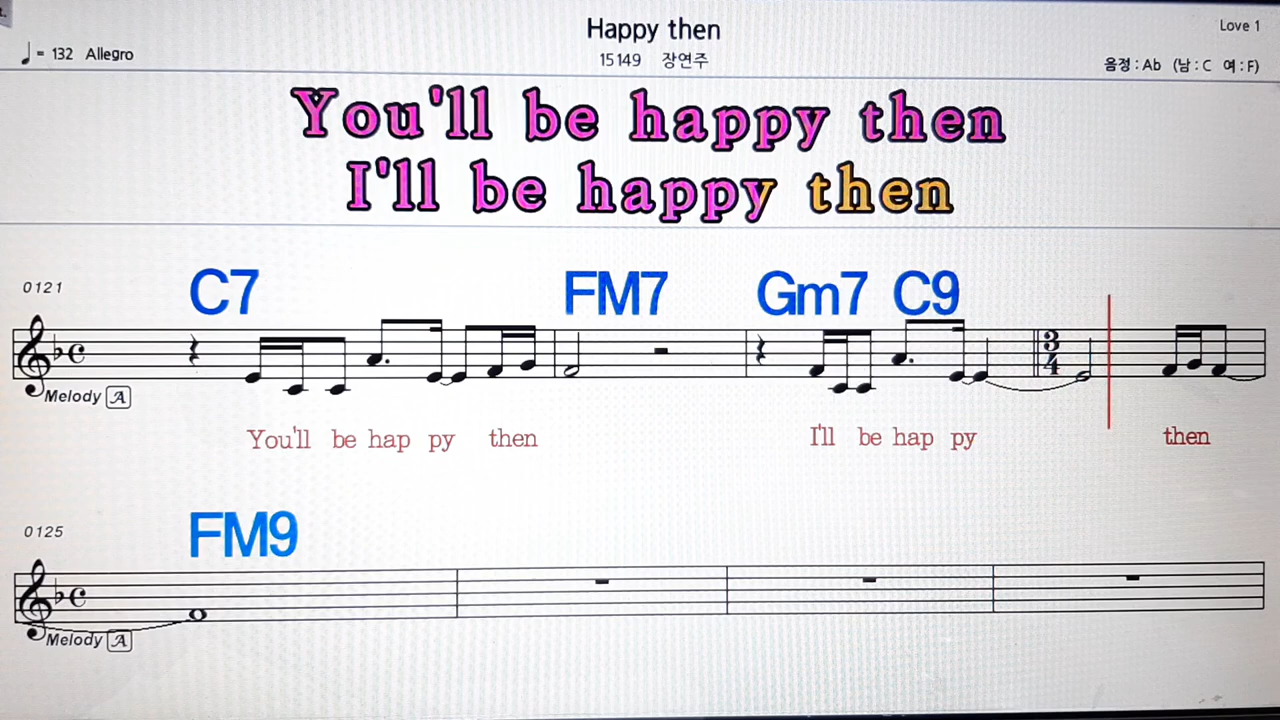 Happy then
Love 1
♩ = 132 Allegro
15149 장연주
음정 : Ab (남 : C 여 : F)
You'll be happy then
I'll be happy then
0121
C7 FM7 Gm7 C9
3
4
Melody A
You'll be hap py then I'll be hap py then
0125
FM9
Melody A